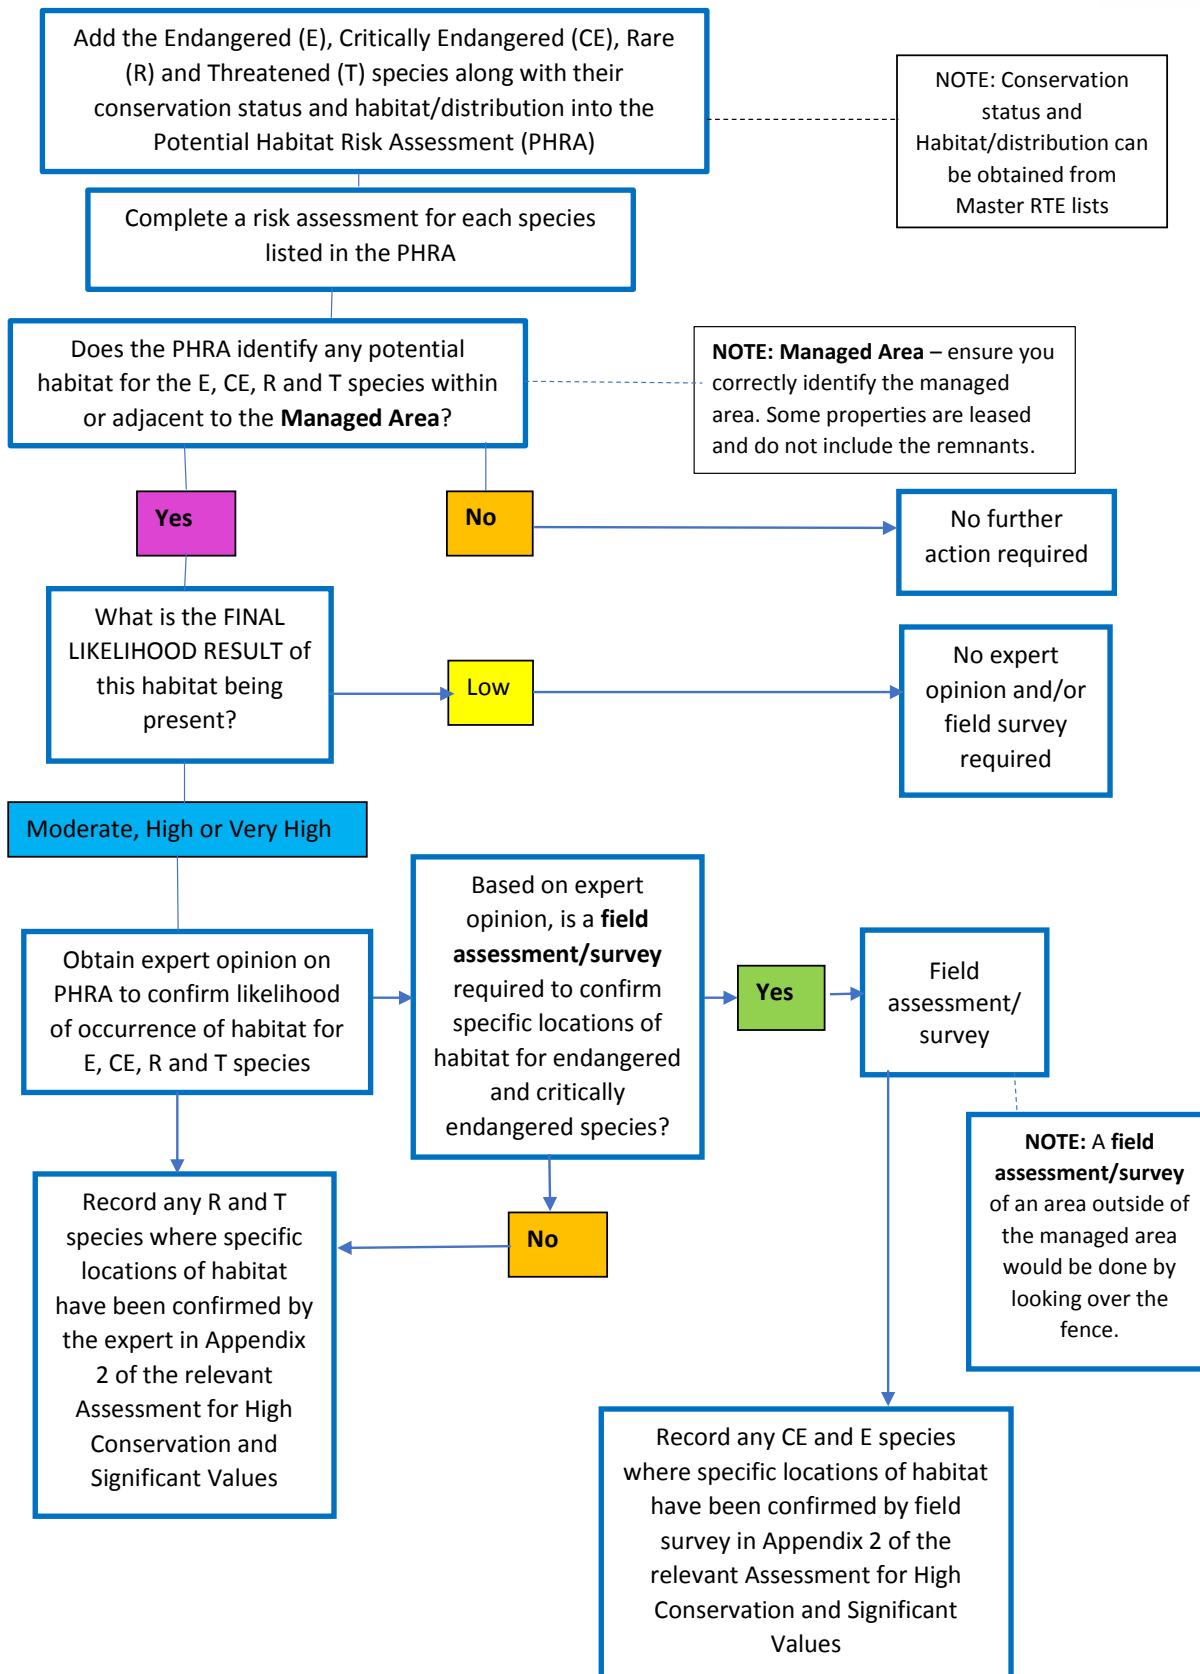 Add the Endangered (E), Critically Endangered (CE), Rare
(R) and Threatened (T) species along with their
conservation status and habitat/distribution into the
Potential Habitat Risk Assessment (PHRA)
NOTE: Conservation
status and
Habitat/distribution can
be obtained from
Master RTE lists
Complete a risk assessment for each species
listed in the PHRA
Does the PHRA identify any potential
habitat for the E, CE, R and T species within
or adjacent to the Managed Area?
NOTE: Managed Area – ensure you
correctly identify the managed
area. Some properties are leased
and do not include the remnants.
Yes
No
No further
action required
What is the FINAL
LIKELIHOOD RESULT of
this habitat being
present?
Low
No expert
opinion and/or
field survey
required
Moderate, High or Very High
Obtain expert opinion on
PHRA to confirm likelihood
of occurrence of habitat for
E, CE, R and T species
Based on expert
opinion, is a field
assessment/survey
required to confirm
specific locations of
habitat for endangered
and critically
endangered species?
Yes
Field
assessment/
survey
NOTE: A field
assessment/survey
of an area outside of
the managed area
would be done by
looking over the
fence.
No
Record any R and T
species where specific
locations of habitat
have been confirmed by
the expert in Appendix
2 of the relevant
Assessment for High
Conservation and
Significant Values
Record any CE and E species
where specific locations of habitat
have been confirmed by field
survey in Appendix 2 of the
relevant Assessment for High
Conservation and Significant
Values